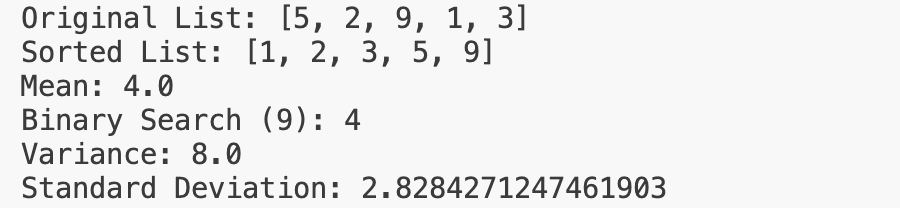 Original List: [5, 2, 9, 1, 3]
Sorted List: [1, 2, 3, 5, 9]
Mean: 4.0
Binary Search (9): 4
Variance: 8.0
Standard Deviation: 2.8284271247461903